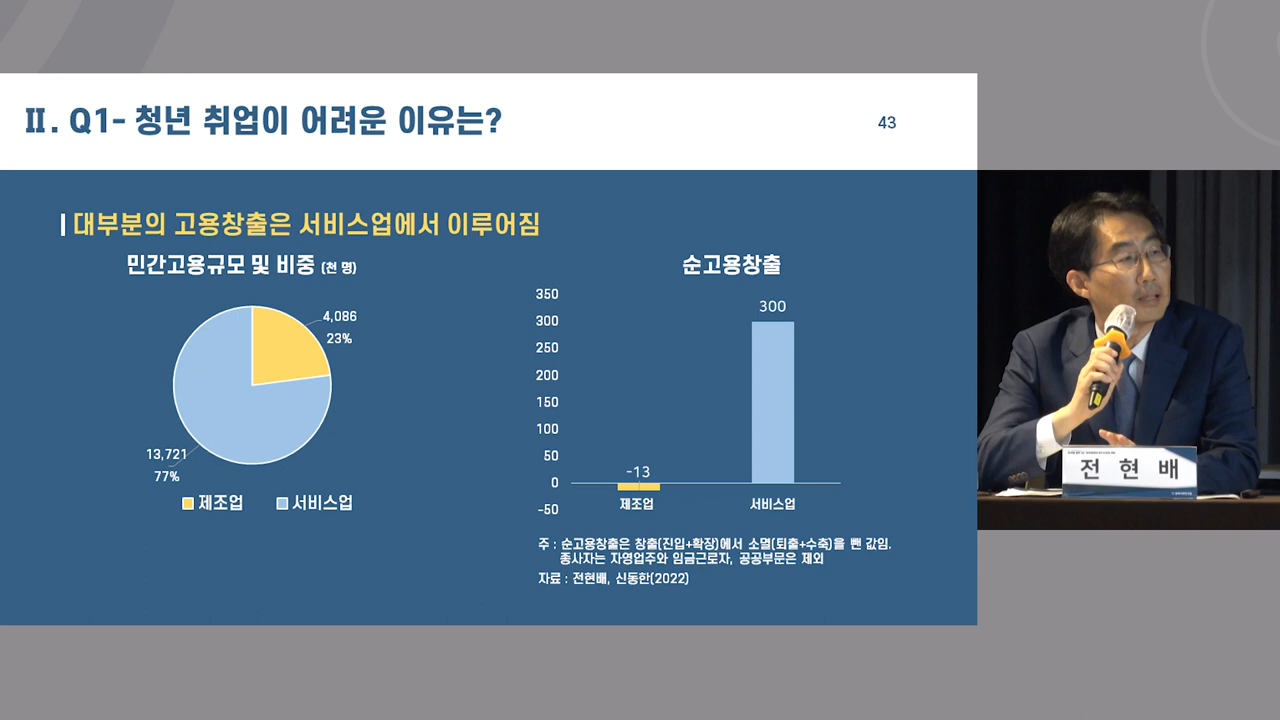 Ⅱ. Q1- 청년 취업이 어려운 이유는?
43
대부분의 고용창출은 서비스업에서 이루어짐
민간고용규모 및 비중 (천 명)
4,086
23%
13,721
77%
제조업
서비스업
순고용창출
350
300
250
200
150
100
50
0
-50
-13
300
제조업
서비스업
주 : 순고용창출은 창출(진입+확장)에서 소멸(퇴출+수축)을 뺀 값임.
종사자는 자영업주와 임금근로자, 공공부문은 제외
자료 : 전현배, 신동한(2022)
전 현 배